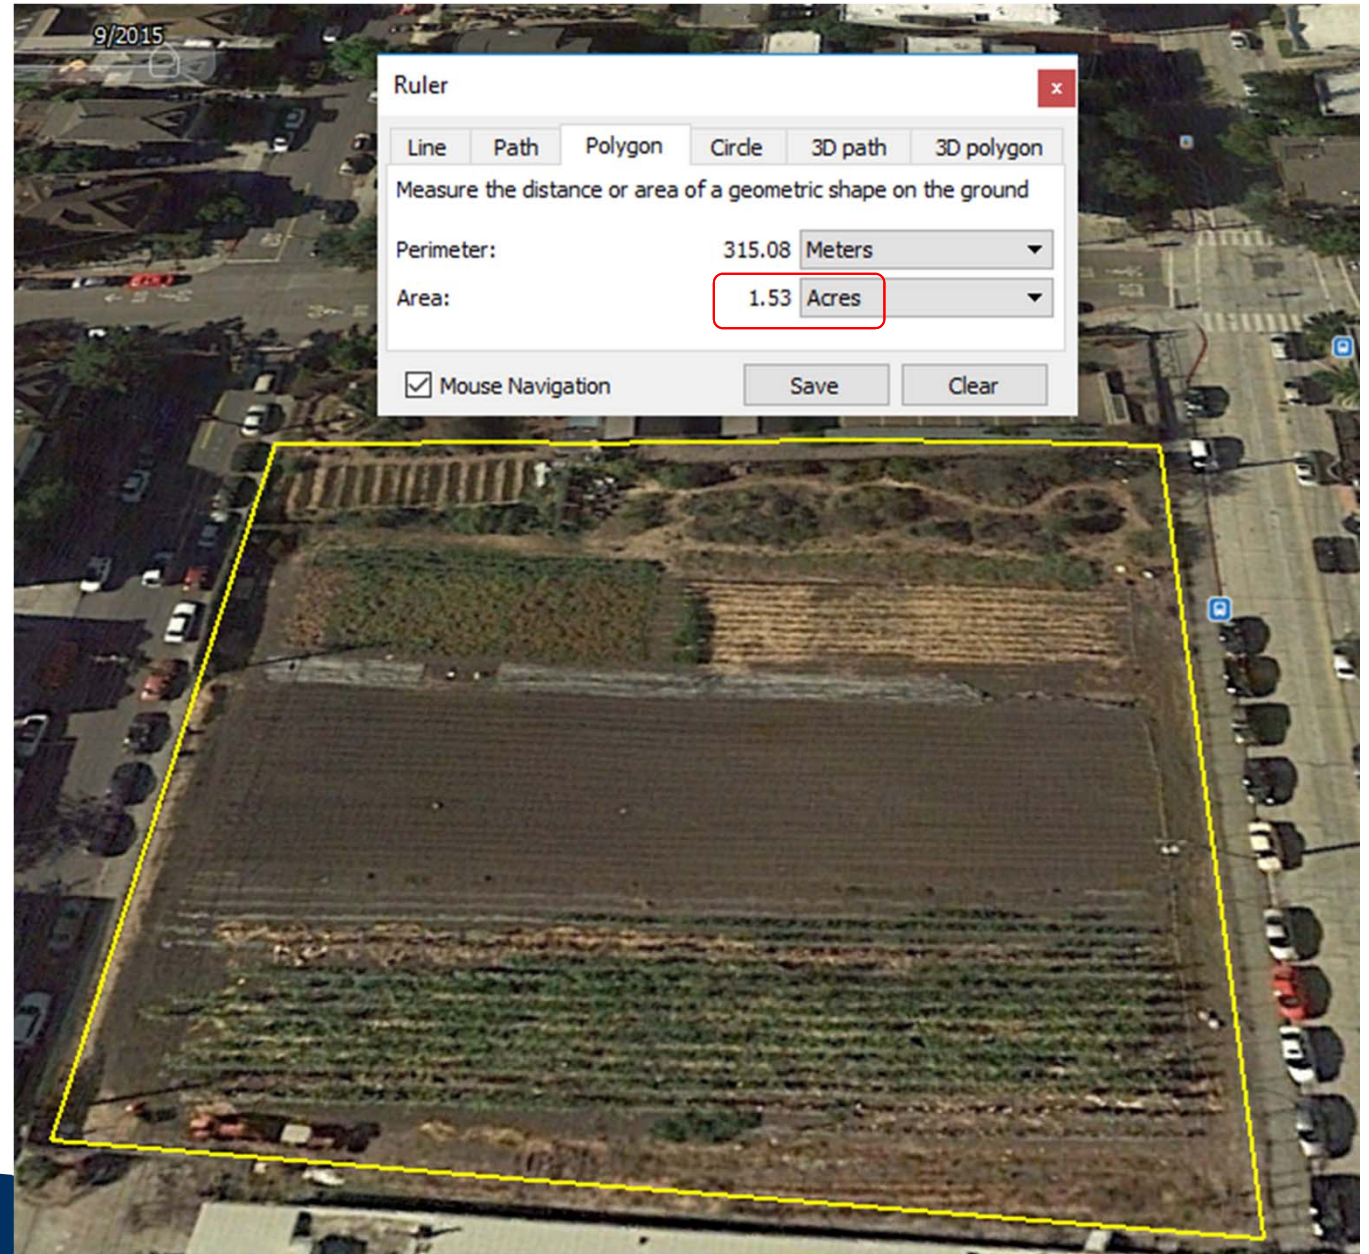 9/2015
Ruler
x
Line Path Polygon Circle 3D path 3D polygon
Measure the distance or area of a geometric shape on the ground
Perimeter: 315.08 Meters
Area: 1.53 Acres
Mouse Navigation Save Clear